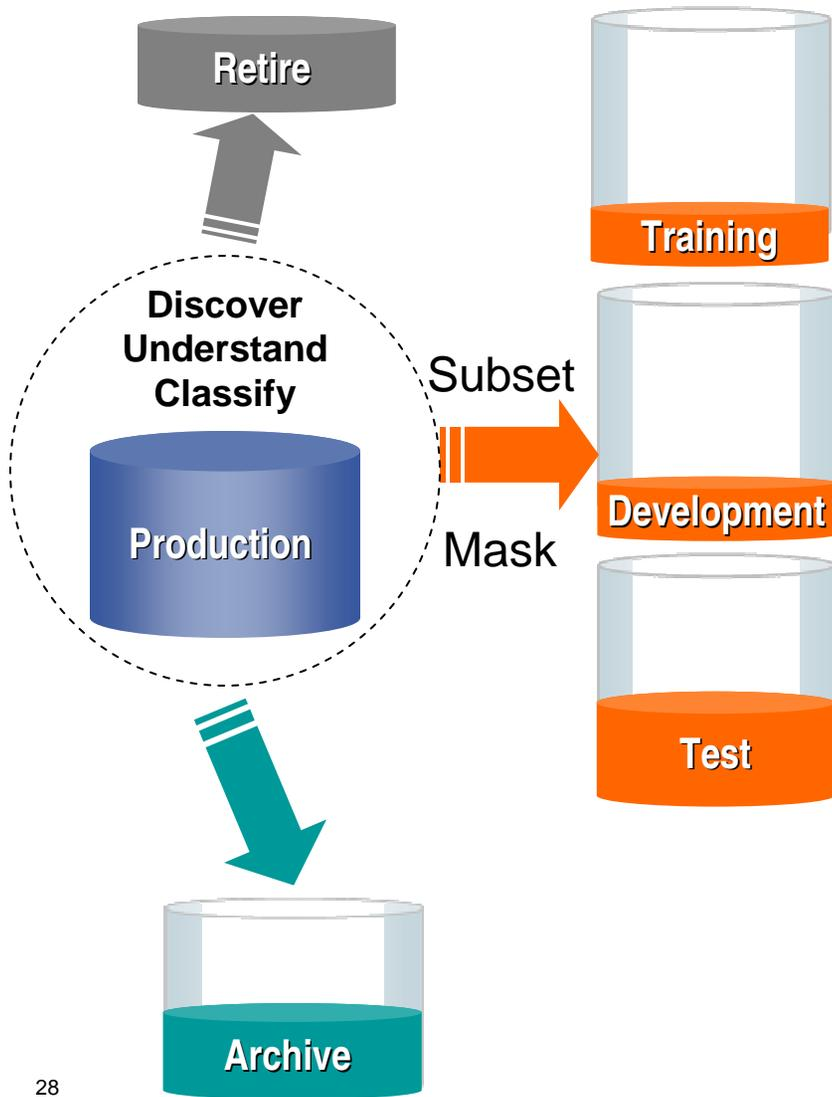 Retire
Training
Discover
Understand
Classify
Subset
Production
Development
Mask
Test
Archive
28